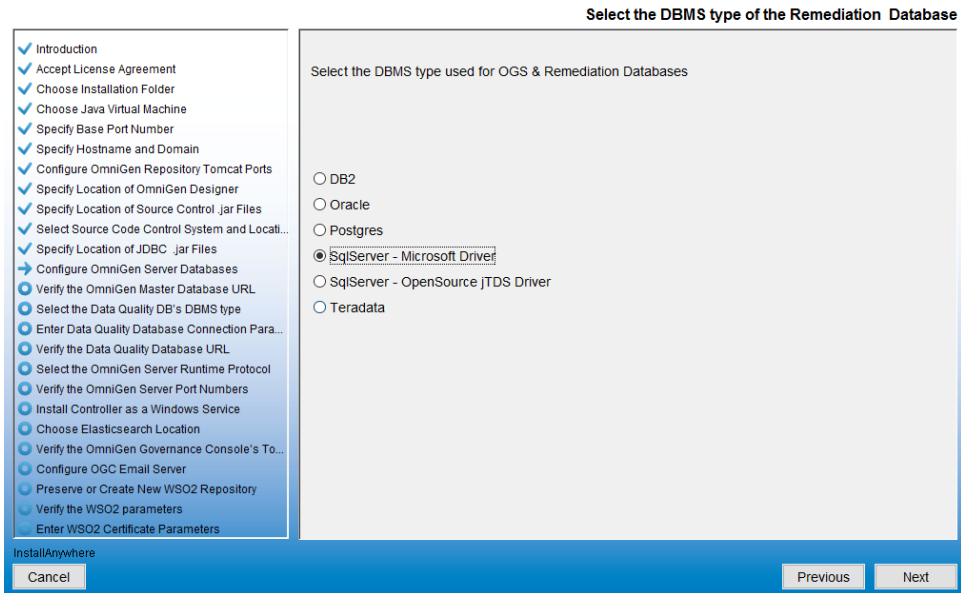 Select the DBMS type of the Remediation Database
Introduction
Accept License Agreement
Choose Installation Folder
Choose Java Virtual Machine
Specify Base Port Number
Specify Hostname and Domain
Configure OmniGen Repository Tomcat Ports
Specify Location of OmniGen Designer
Specify Location of Source Control .jar Files
Select Source Code Control System and Locati...
Specify Location of JDBC .jar Files
Configure OmniGen Server Databases
Verify the OmniGen Master Database URL
Select the Data Quality DB's DBMS type
Enter Data Quality Database Connection Para...
Verify the Data Quality Database URL
Select the OmniGen Server Runtime Protocol
Verify the OmniGen Server Port Numbers
Install Controller as a Windows Service
Choose Elasticsearch Location
Verify the OmniGen Governance Console's To...
Configure OGC Email Server
Preserve or Create New WSO2 Repository
Verify the WSO2 parameters
Enter WSO2 Certificate Parameters
Select the DBMS type used for OGS & Remediation Databases
DB2
Oracle
Postgres
SqlServer - Microsoft Driver
SqlServer - OpenSource jTDS Driver
Teradata
InstallAnywhere
Cancel
Previous
Next